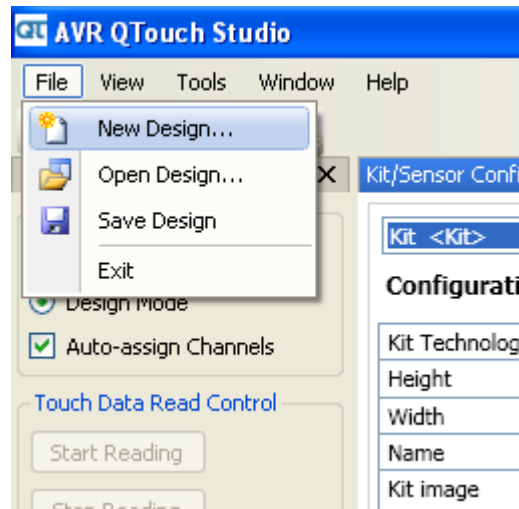 AVR QTouch Studio
File View Tools Window Help
New Design...
Open Design...
Save Design
Exit
Kit/Sensor Confi
Kit <Kit>
Configurati
Design Mode
Auto-assign Channels
Kit Technolog
Height
Width
Name
Kit image
Touch Data Read Control
Start Reading
Stop Reading